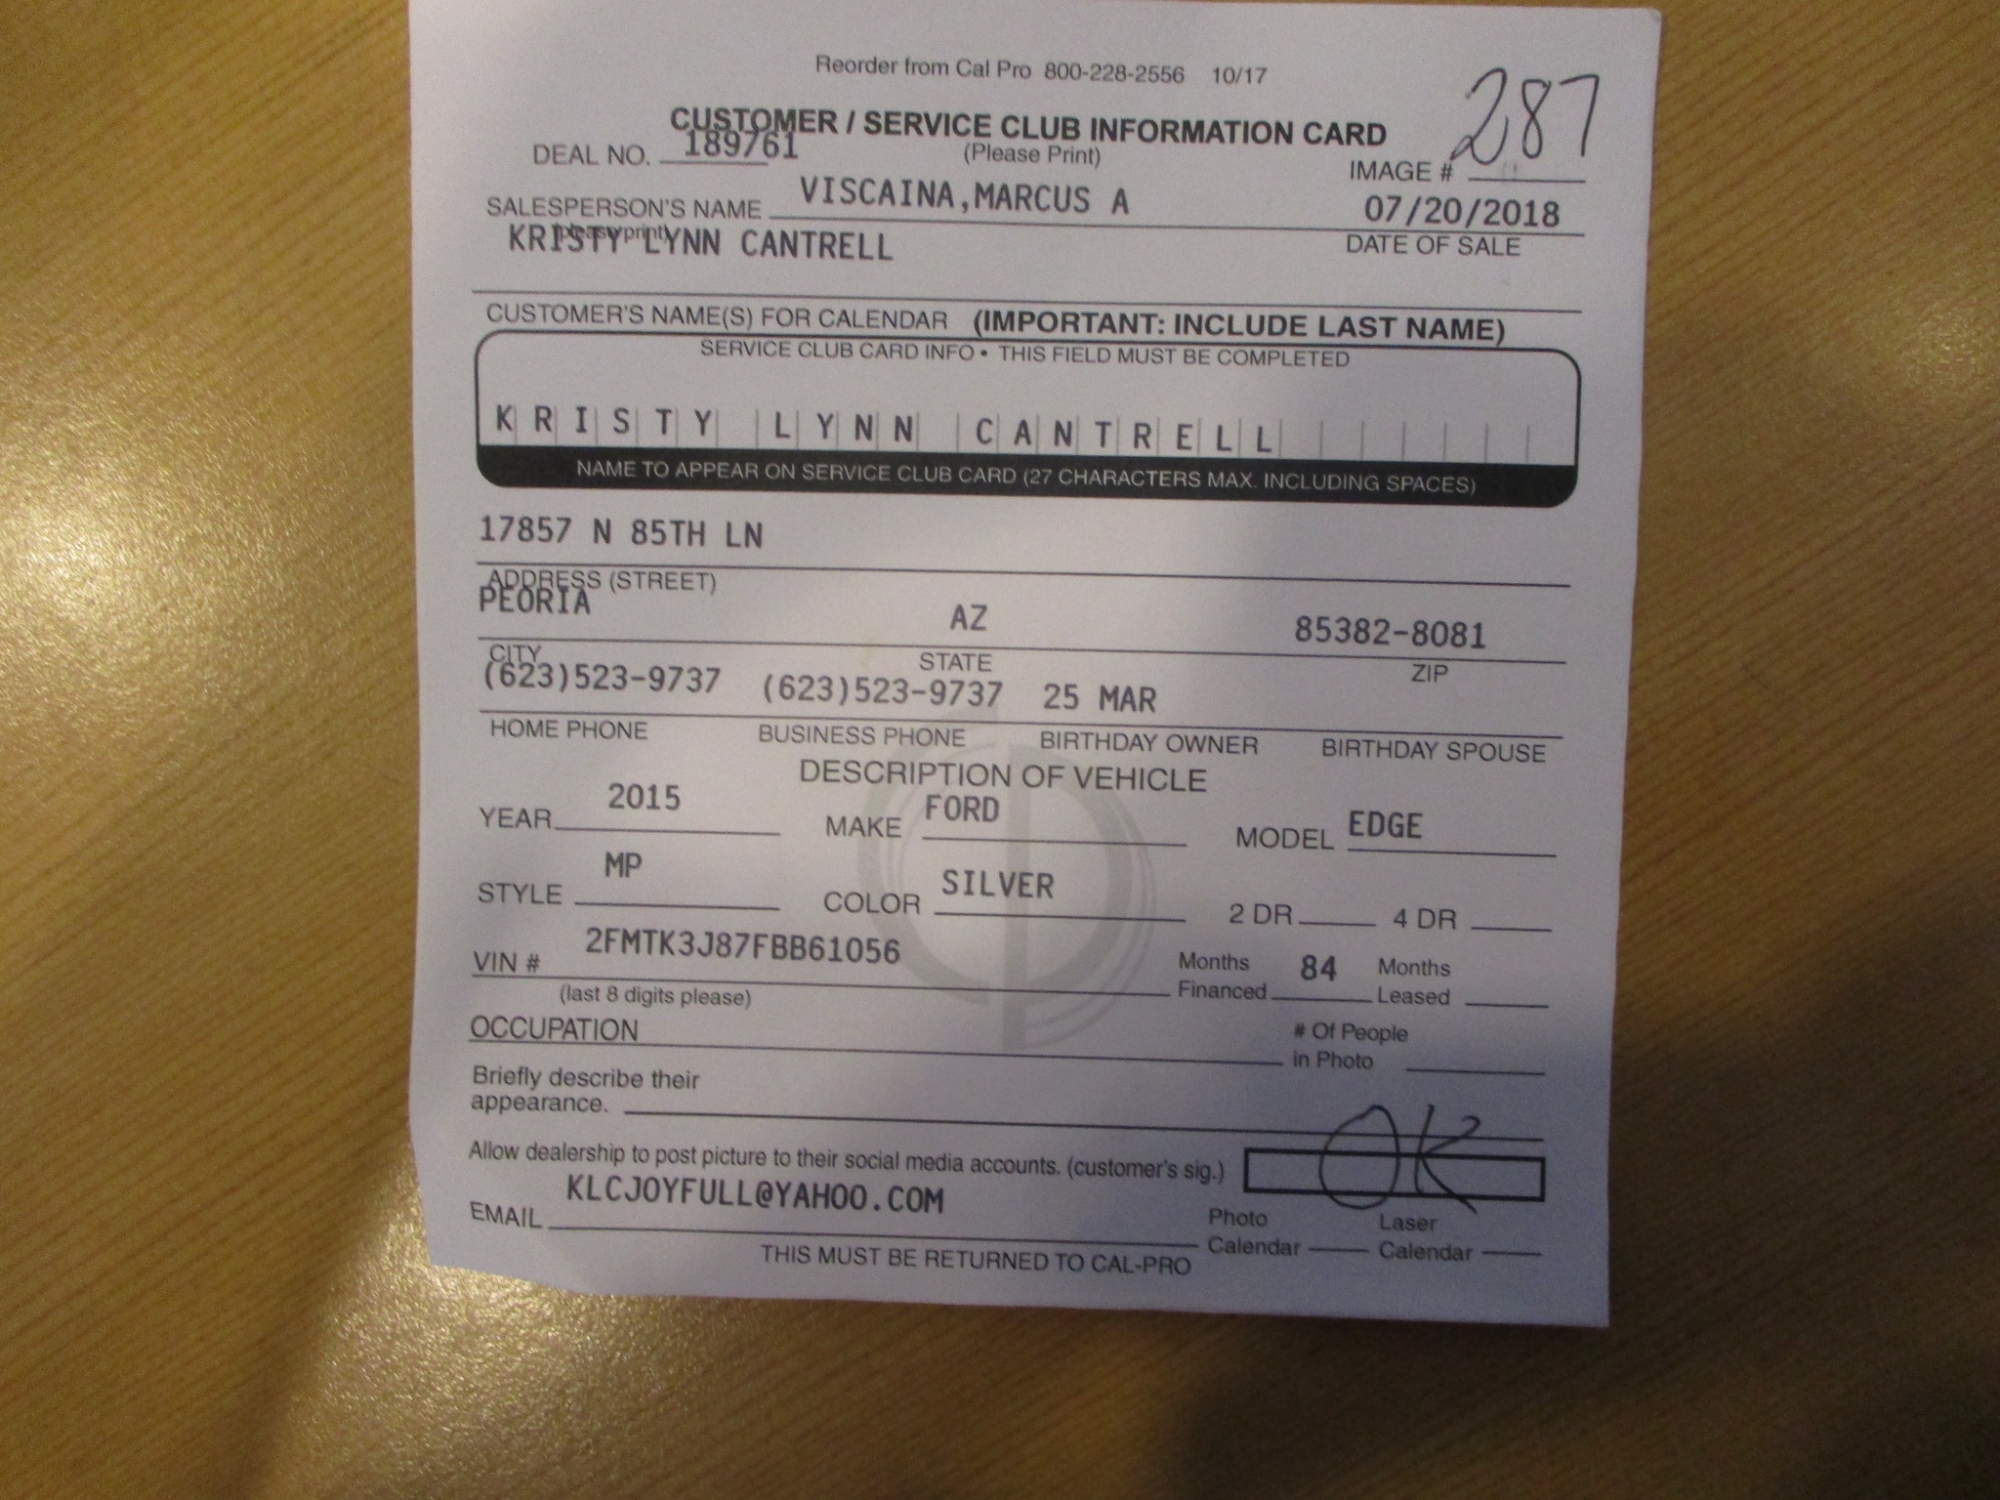 Reorder from Cal Pro 800-228-2556 10/17
287
CUSTOMER / SERVICE CLUB INFORMATION CARD
DEAL NO. 189761 (Please Print) IMAGE #
SALESPERSON'S NAME VISCAINA,MARCUS A 07/20/2018
(please print) DATE OF SALE
KRISTY LYNN CANTRELL
CUSTOMER'S NAME(S) FOR CALENDAR (IMPORTANT: INCLUDE LAST NAME)
SERVICE CLUB CARD INFO • THIS FIELD MUST BE COMPLETED
KRISTY LYNN CANTRELL
NAME TO APPEAR ON SERVICE CLUB CARD (27 CHARACTERS MAX. INCLUDING SPACES)
17857 N 85TH LN
ADDRESS (STREET)
PEORIA AZ 85382-8081
CITY STATE ZIP
(623)523-9737 (623)523-9737 25 MAR
HOME PHONE BUSINESS PHONE BIRTHDAY OWNER BIRTHDAY SPOUSE
DESCRIPTION OF VEHICLE
YEAR 2015 MAKE FORD MODEL EDGE
STYLE MP COLOR SILVER 2 DR 4 DR
VIN # 2FMTK3J87FBB61056 Months Financed 84 Months Leased
(last 8 digits please)
OCCUPATION # Of People in Photo
Briefly describe their
appearance.
Allow dealership to post picture to their social media accounts. (customer's sig.) OK
EMAIL KLCJOYFULL@YAHOO.COM Photo Calendar Laser Calendar
THIS MUST BE RETURNED TO CAL-PRO